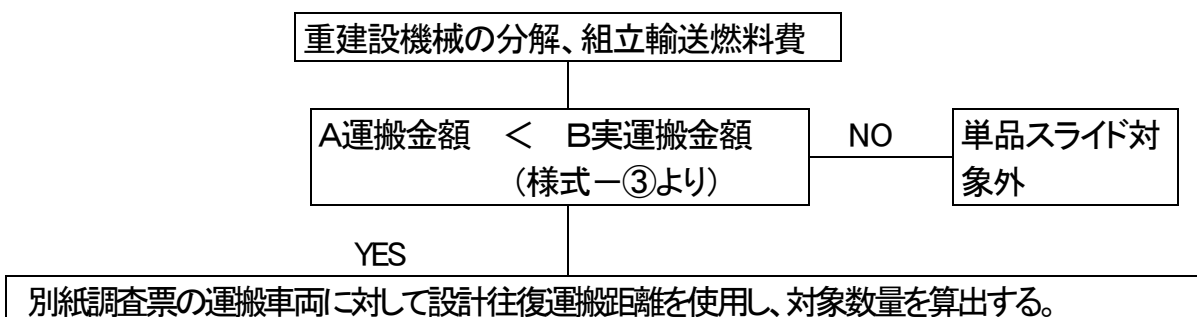 重建設機械の分解、組立輸送燃料費
A運搬金額　＜　B実運搬金額
(様式－③より)
NO
単品スライド対
象外
YES
別紙調査票の運搬車両に対して設計往復運搬距離を使用し、対象数量を算出する。